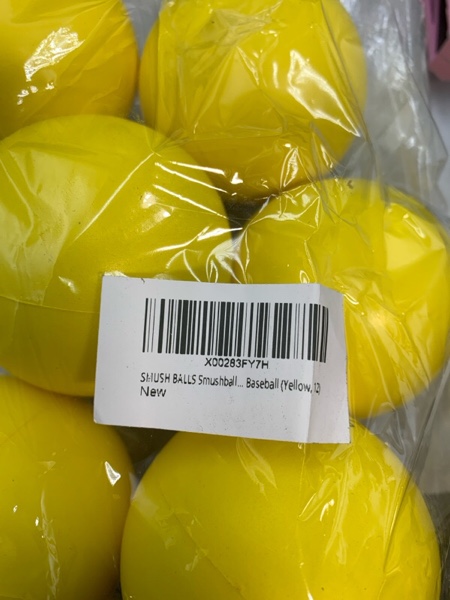 X00283FY7H
SMUSH BALLS Smushball... Baseball (Yellow, 12)
New